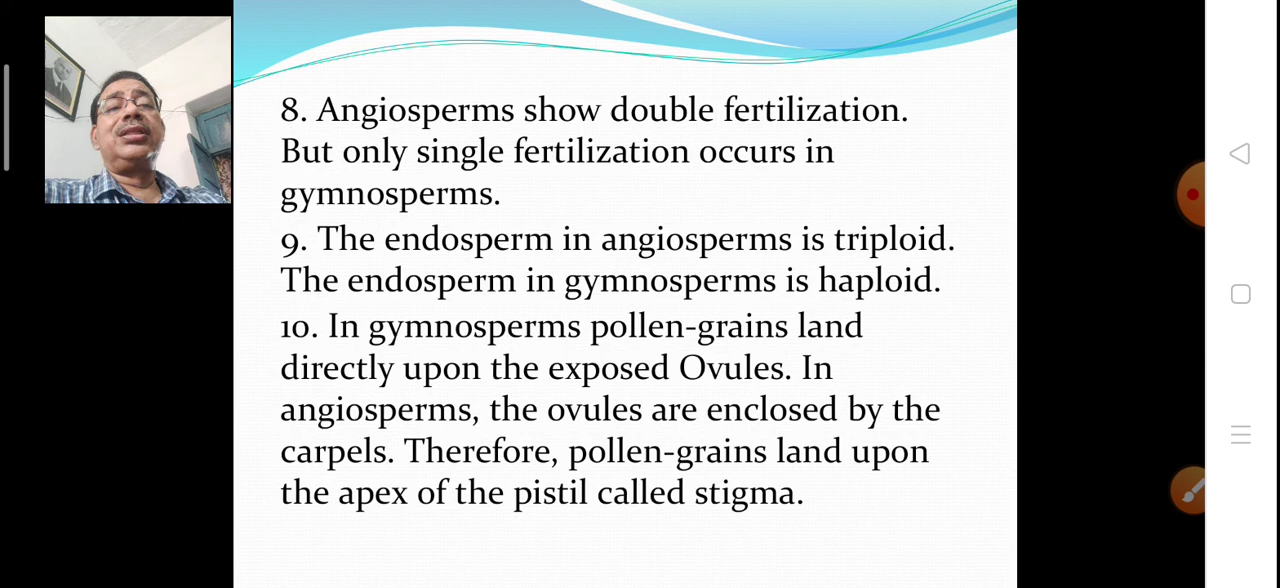 8. Angiosperms show double fertilization.
But only single fertilization occurs in
gymnosperms.
9. The endosperm in angiosperms is triploid.
The endosperm in gymnosperms is haploid.
10. In gymnosperms pollen-grains land
directly upon the exposed Ovules. In
angiosperms, the ovules are enclosed by the
carpels. Therefore, pollen-grains land upon
the apex of the pistil called stigma.